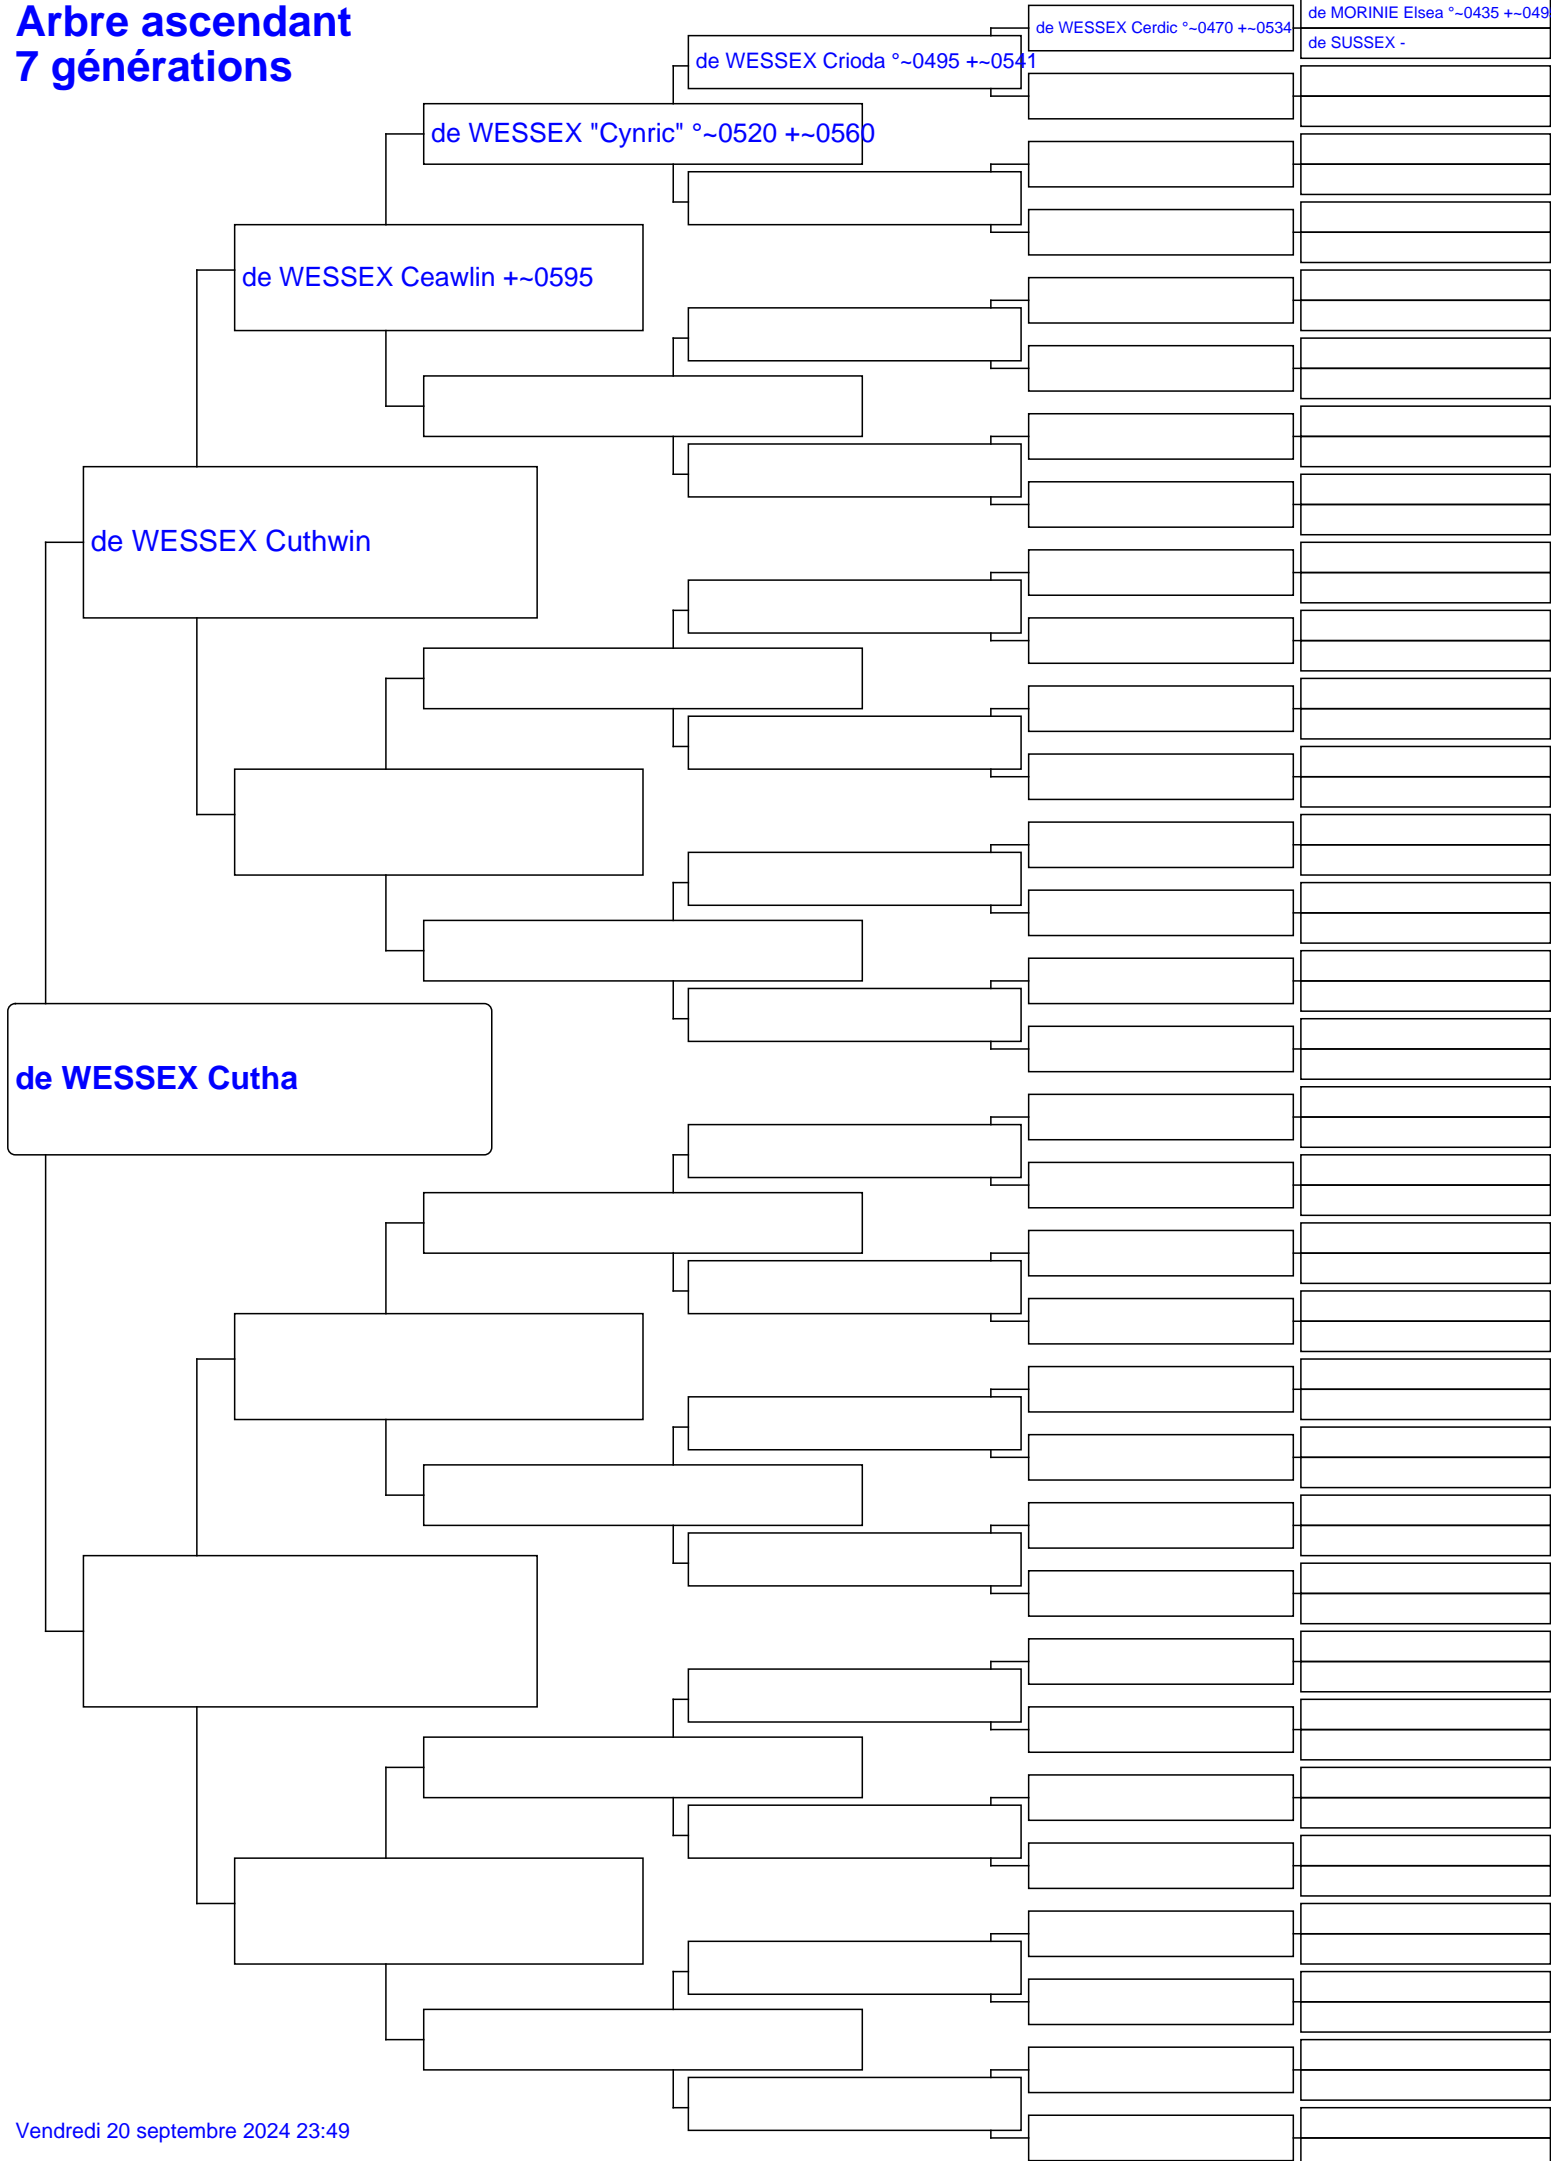 Arbre ascendant
7 générations
de MORINIE Elsea °~0435 +~049
de SUSSEX -
de WESSEX Cerdic °~0470 +~0534
de WESSEX Crioda °~0495 +~0541
de WESSEX "Cynric" °~0520 +~0560
de WESSEX Ceawlin +~0595
de WESSEX Cuthwin
de WESSEX Cutha
Vendredi 20 septembre 2024 23:49